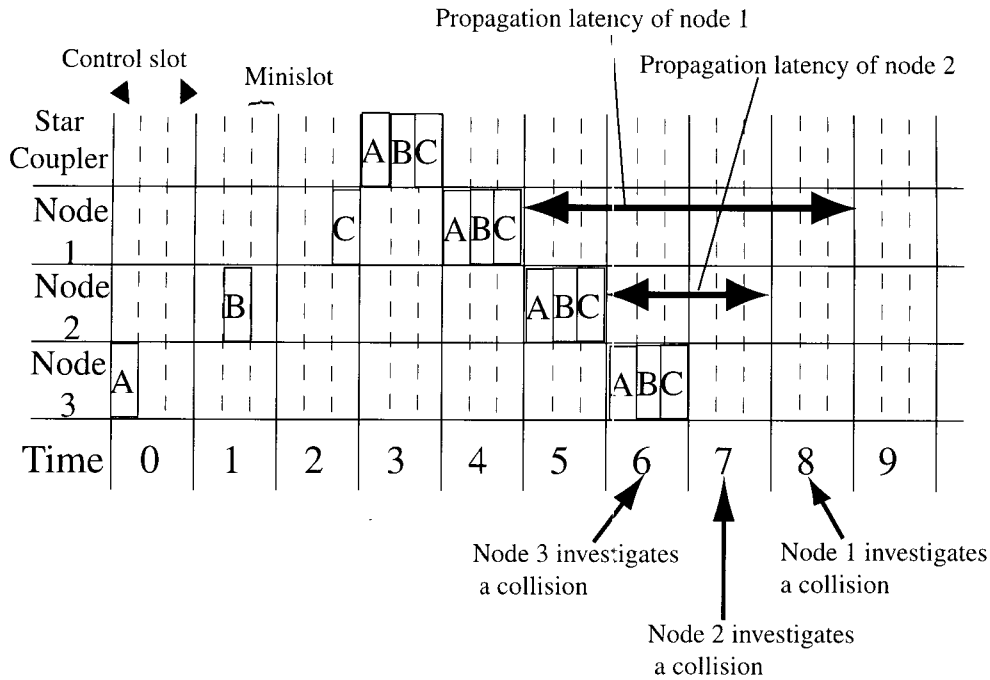 Propagation latency of node 1
Control slot
Minislot
Propagation latency of node 2
Star
Coupler
A B C
Node
1
C
A B C
Node
2
B
A B C
Node
3
A
A B C
Time 0 1 2 3 4 5 6 7 8 9
Node 3 investigates
a collision
Node 1 investigates
a collision
Node 2 investigates
a collision